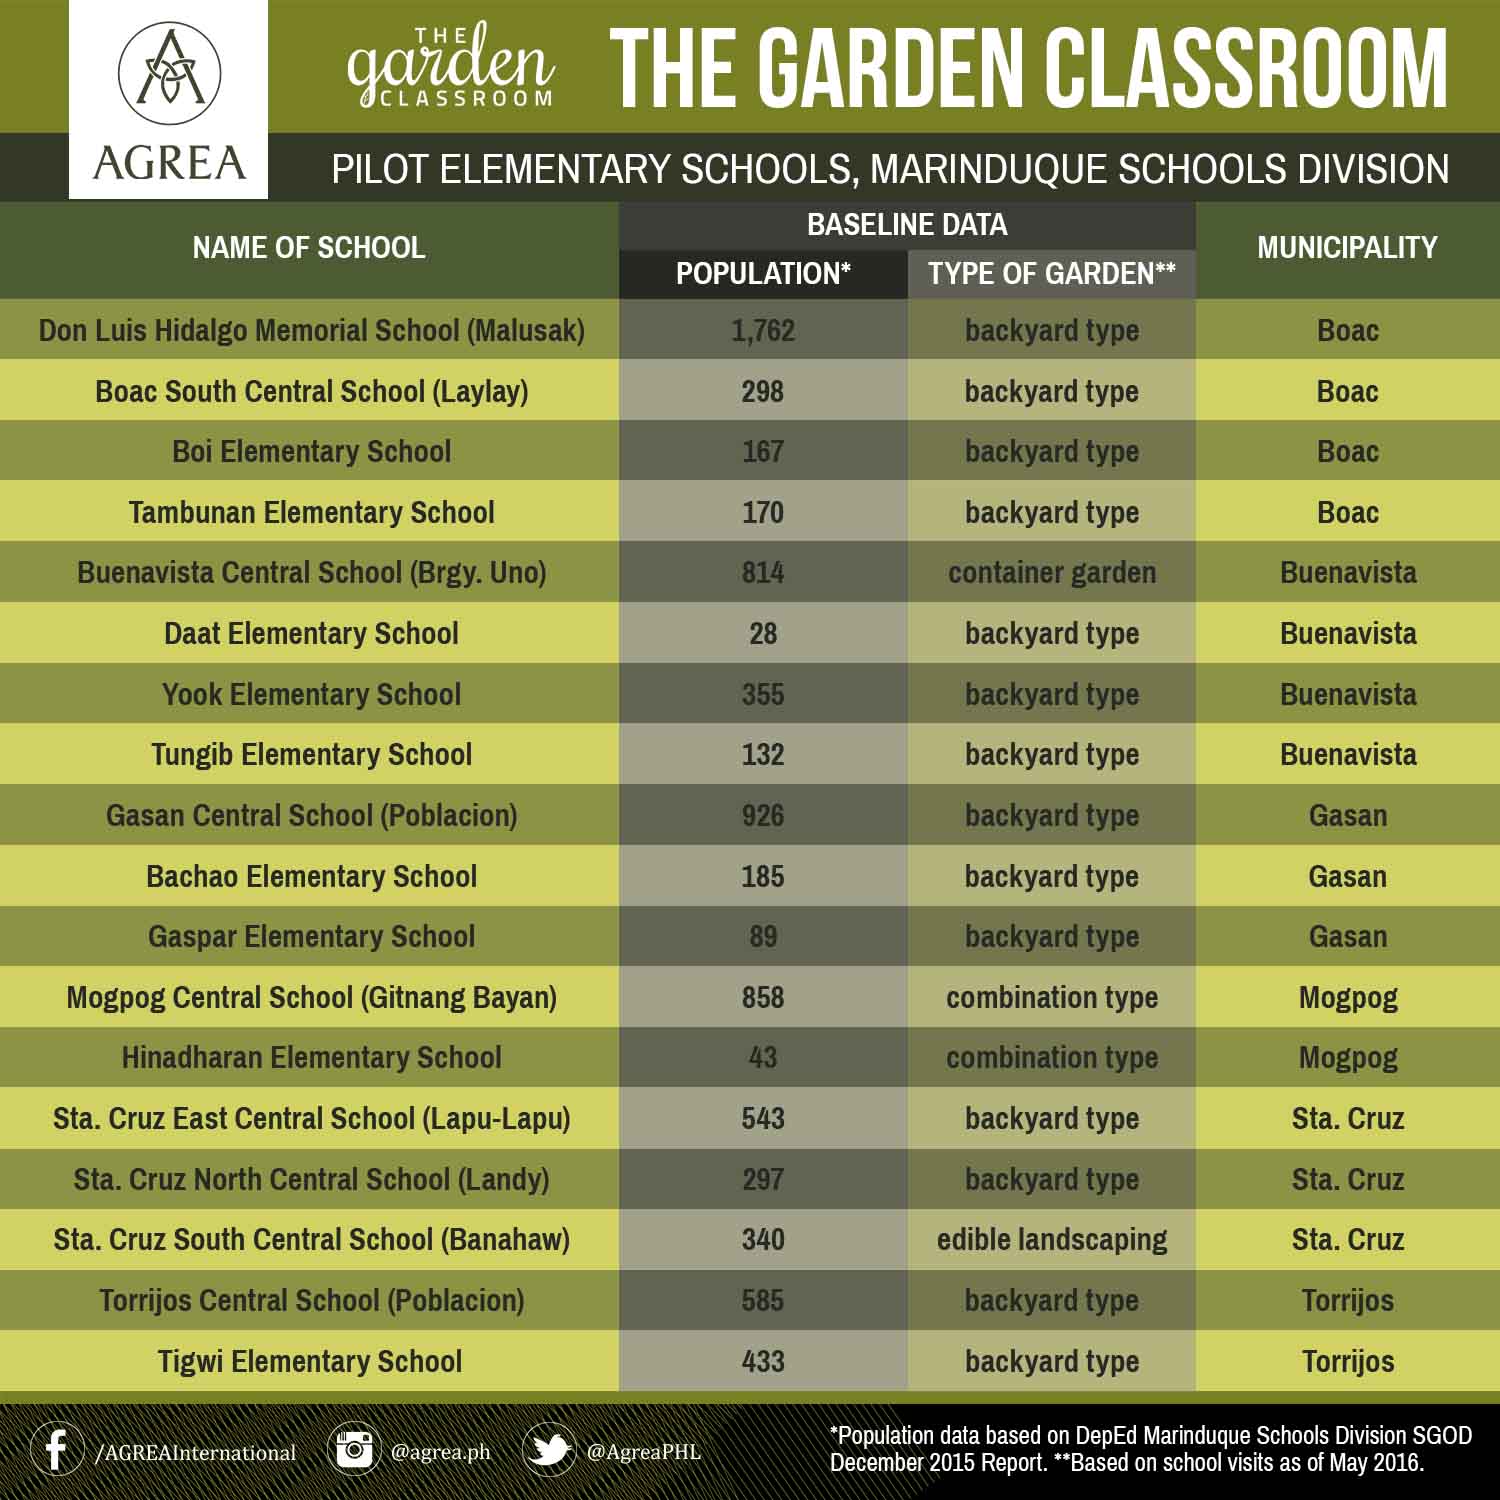 AGREA
THE
garden
CLASSROOM
THE GARDEN CLASSROOM
PILOT ELEMENTARY SCHOOLS, MARINDUQUE SCHOOLS DIVISION
NAME OF SCHOOL
BASELINE DATA
POPULATION* TYPE OF GARDEN**
MUNICIPALITY
Don Luis Hidalgo Memorial School (Malusak) 1,762 backyard type Boac
Boac South Central School (Laylay) 298 backyard type Boac
Boi Elementary School 167 backyard type Boac
Tambunan Elementary School 170 backyard type Boac
Buenavista Central School (Brgy. Uno) 814 container garden Buenavista
Daat Elementary School 28 backyard type Buenavista
Yook Elementary School 355 backyard type Buenavista
Tungib Elementary School 132 backyard type Buenavista
Gasan Central School (Poblacion) 926 backyard type Gasan
Bachao Elementary School 185 backyard type Gasan
Gaspar Elementary School 89 backyard type Gasan
Mogpog Central School (Gitnang Bayan) 858 combination type Mogpog
Hinadharan Elementary School 43 combination type Mogpog
Sta. Cruz East Central School (Lapu-Lapu) 543 backyard type Sta. Cruz
Sta. Cruz North Central School (Landy) 297 backyard type Sta. Cruz
Sta. Cruz South Central School (Banahaw) 340 edible landscaping Sta. Cruz
Torrijos Central School (Poblacion) 585 backyard type Torrijos
Tigwi Elementary School 433 backyard type Torrijos
/AGREAInternational @agrea.ph @AgreaPHL
*Population data based on DepEd Marinduque Schools Division SGOD
December 2015 Report. **Based on school visits as of May 2016.